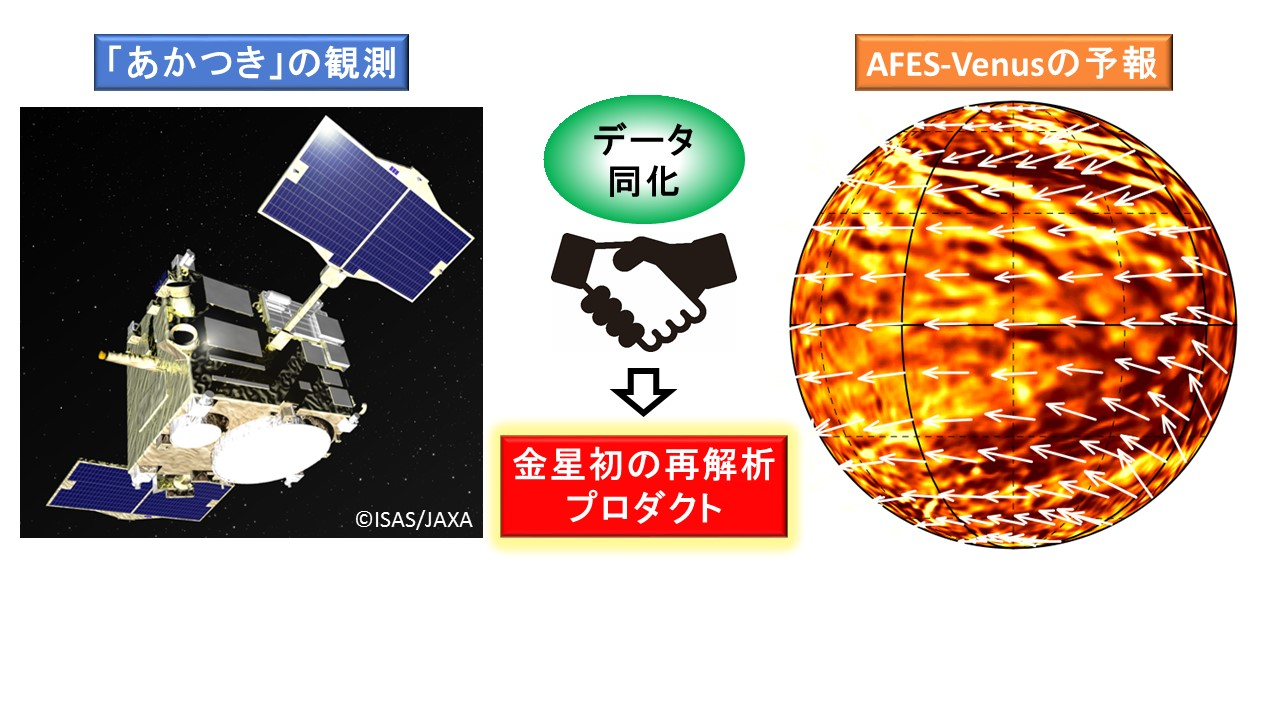 「あかつき」の観測
AFES-Venusの予報
データ
同化
金星初の再解析
プロダクト
©ISAS/JAXA